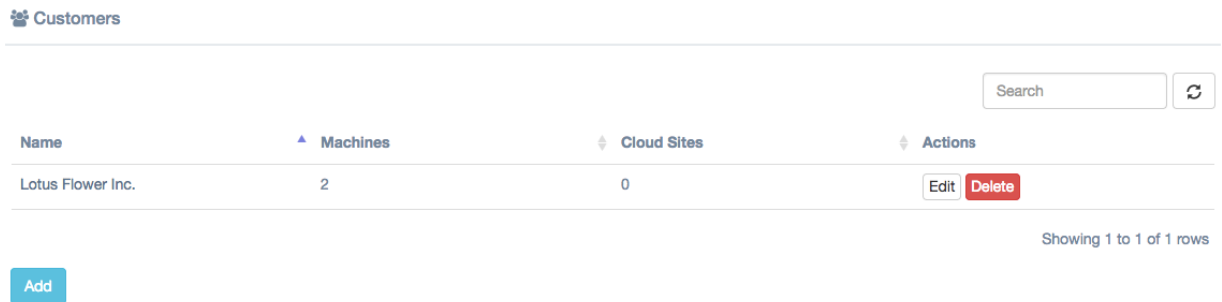 Customers
Search
Name Machines Cloud Sites Actions
Lotus Flower Inc. 2 0 Edit Delete
Showing 1 to 1 of 1 rows
Add